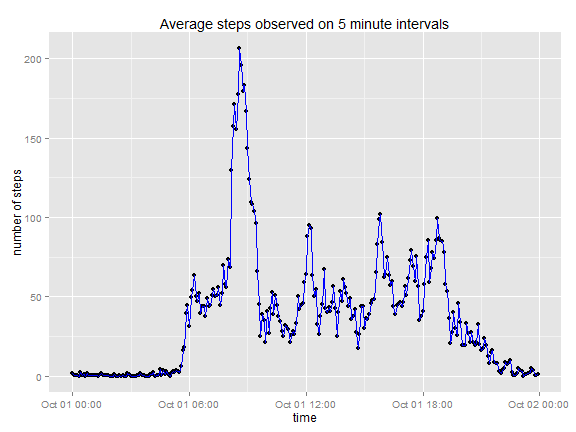 Average steps observed on 5 minute intervals
200
150
100
50
0
number of steps
Oct 01 00:00 Oct 01 06:00 Oct 01 12:00 Oct 01 18:00 Oct 02 00:00
time